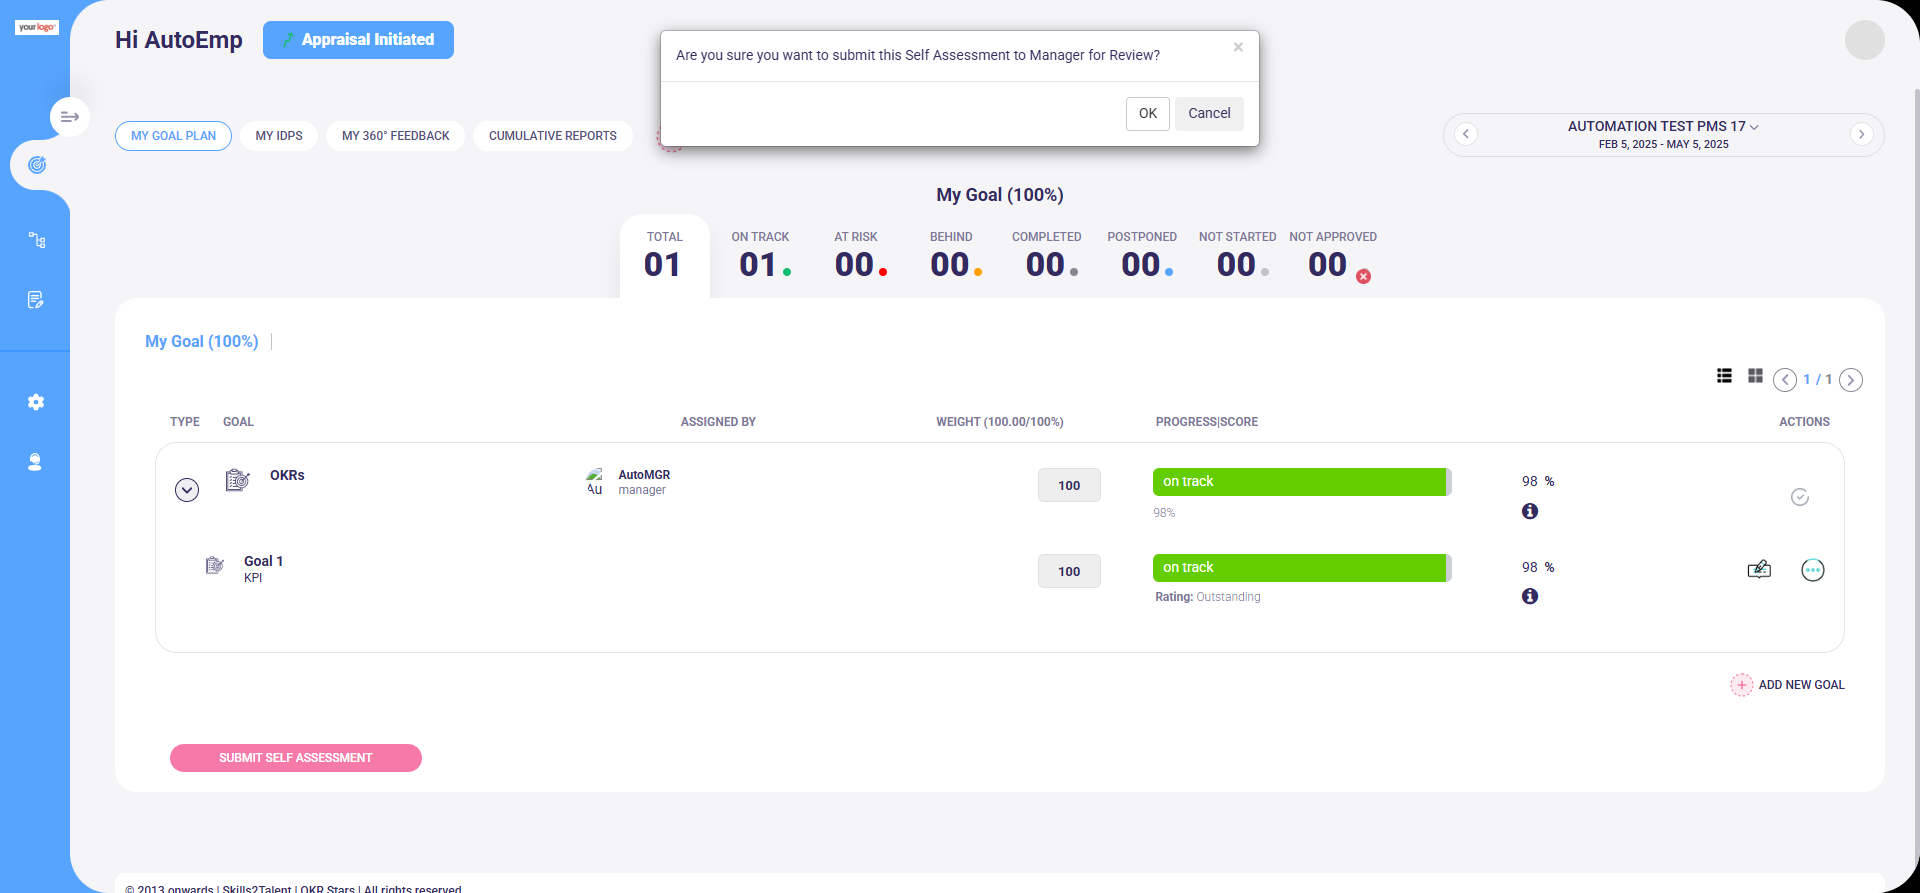 yourlogo
Hi AutoEmp
Appraisal Initiated
Are you sure you want to submit this Self Assessment to Manager for Review?
×
OK
Cancel
MY GOAL PLAN
MY IDPS
MY 360° FEEDBACK
CUMULATIVE REPORTS
AUTOMATION TEST PMS 17
FEB 5, 2025 - MAY 5, 2025
My Goal (100%)
TOTAL
01
ON TRACK
01
AT RISK
00
BEHIND
00
COMPLETED
00
POSTPONED
00
NOT STARTED
00
NOT APPROVED
00
My Goal (100%)
1 / 1
TYPE
GOAL
ASSIGNED BY
WEIGHT (100.00/100%)
PROGRESS|SCORE
ACTIONS
OKRs
Au
AutoMGR
manager
100
on track
98%
98 %
Goal 1
KPI
100
on track
Rating: Outstanding
98 %
ADD NEW GOAL
SUBMIT SELF ASSESSMENT
© 2013 onwards | Skills2Talent | OKR Stars | All rights reserved